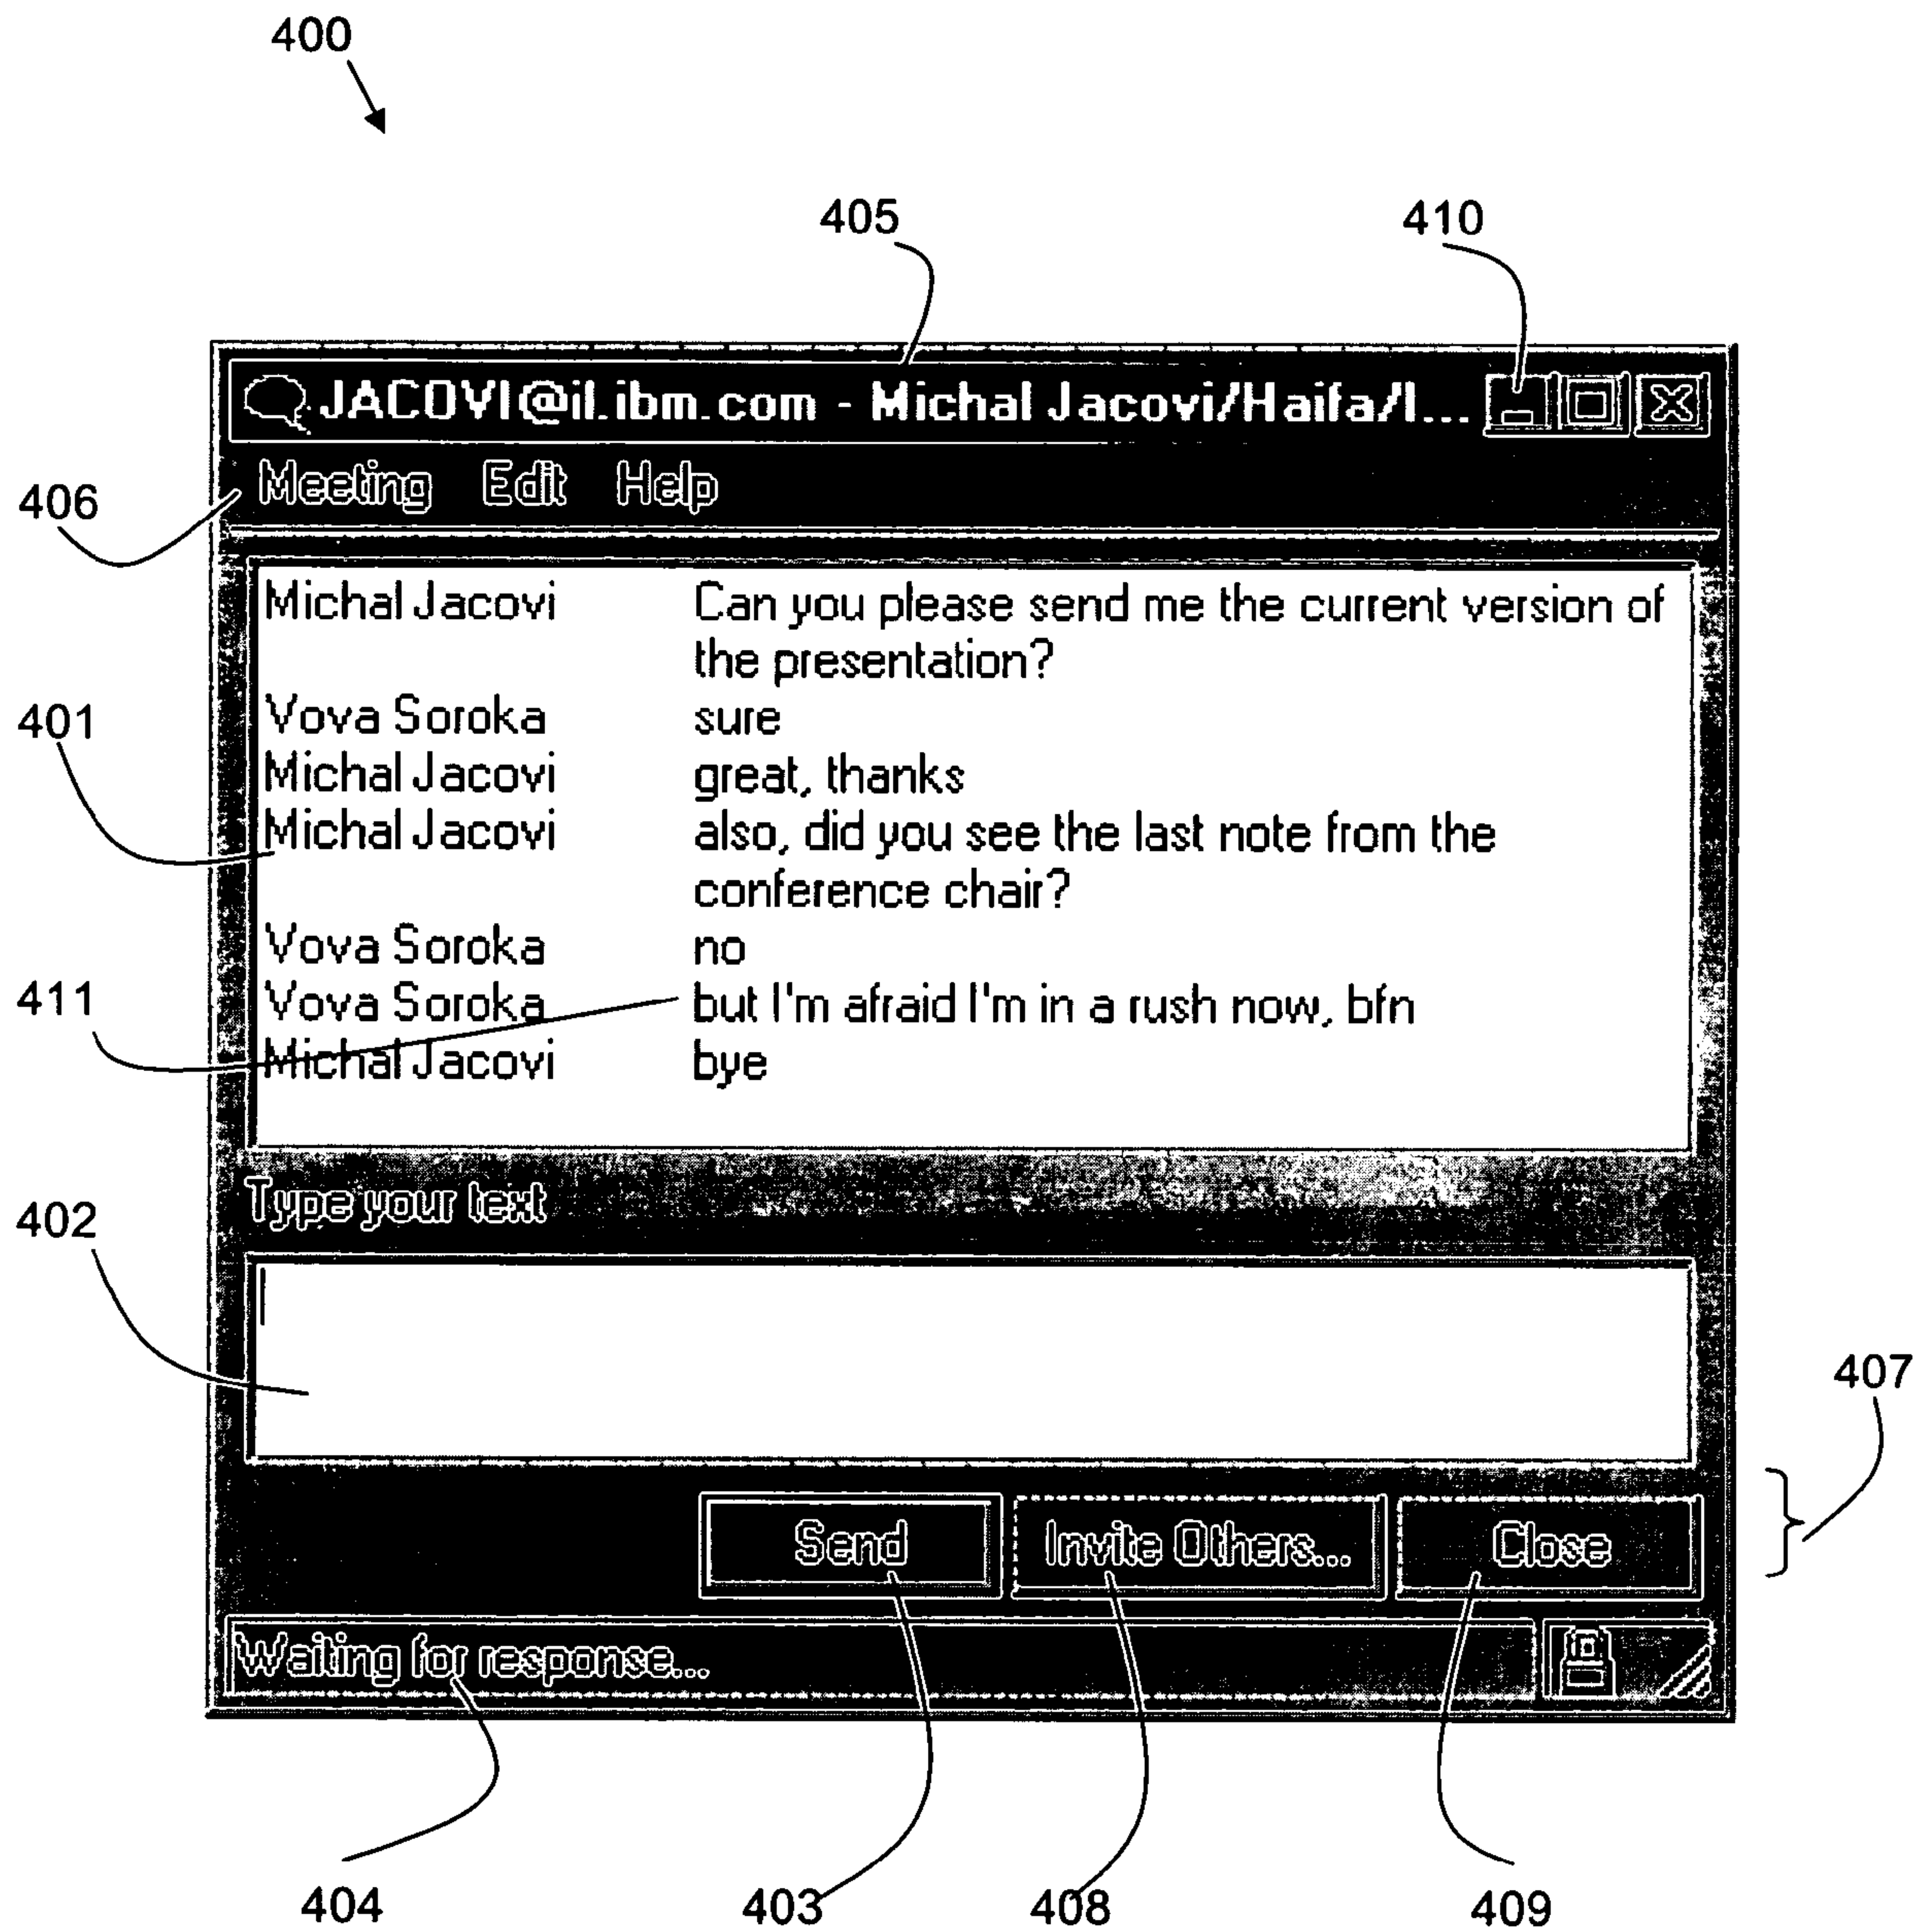 400
405 410
JACOVI@il.ibm.com - Michal Jacovi/Haifa/I...
406 Meeting Edit Help
Michal Jacovi Can you please send me the current version of
the presentation?
401 Vova Soroka sure
Michal Jacovi great, thanks
Michal Jacovi also, did you see the last note from the
conference chair?
Vova Soroka no
411 Vova Soroka but I'm afraid I'm in a rush now, bfn
Michal Jacovi bye
Type your text
402
407
Send Invite Others... Close
Waiting for response...
404 403 408 409